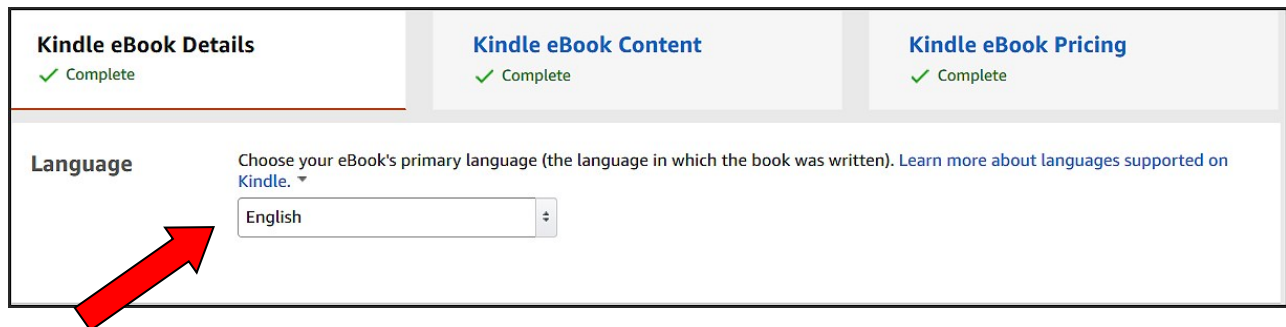 Kindle eBook Details
Complete
Kindle eBook Content
Complete
Kindle eBook Pricing
Complete
Language
Choose your eBook's primary language (the language in which the book was written). Learn more about languages supported on
Kindle.
English